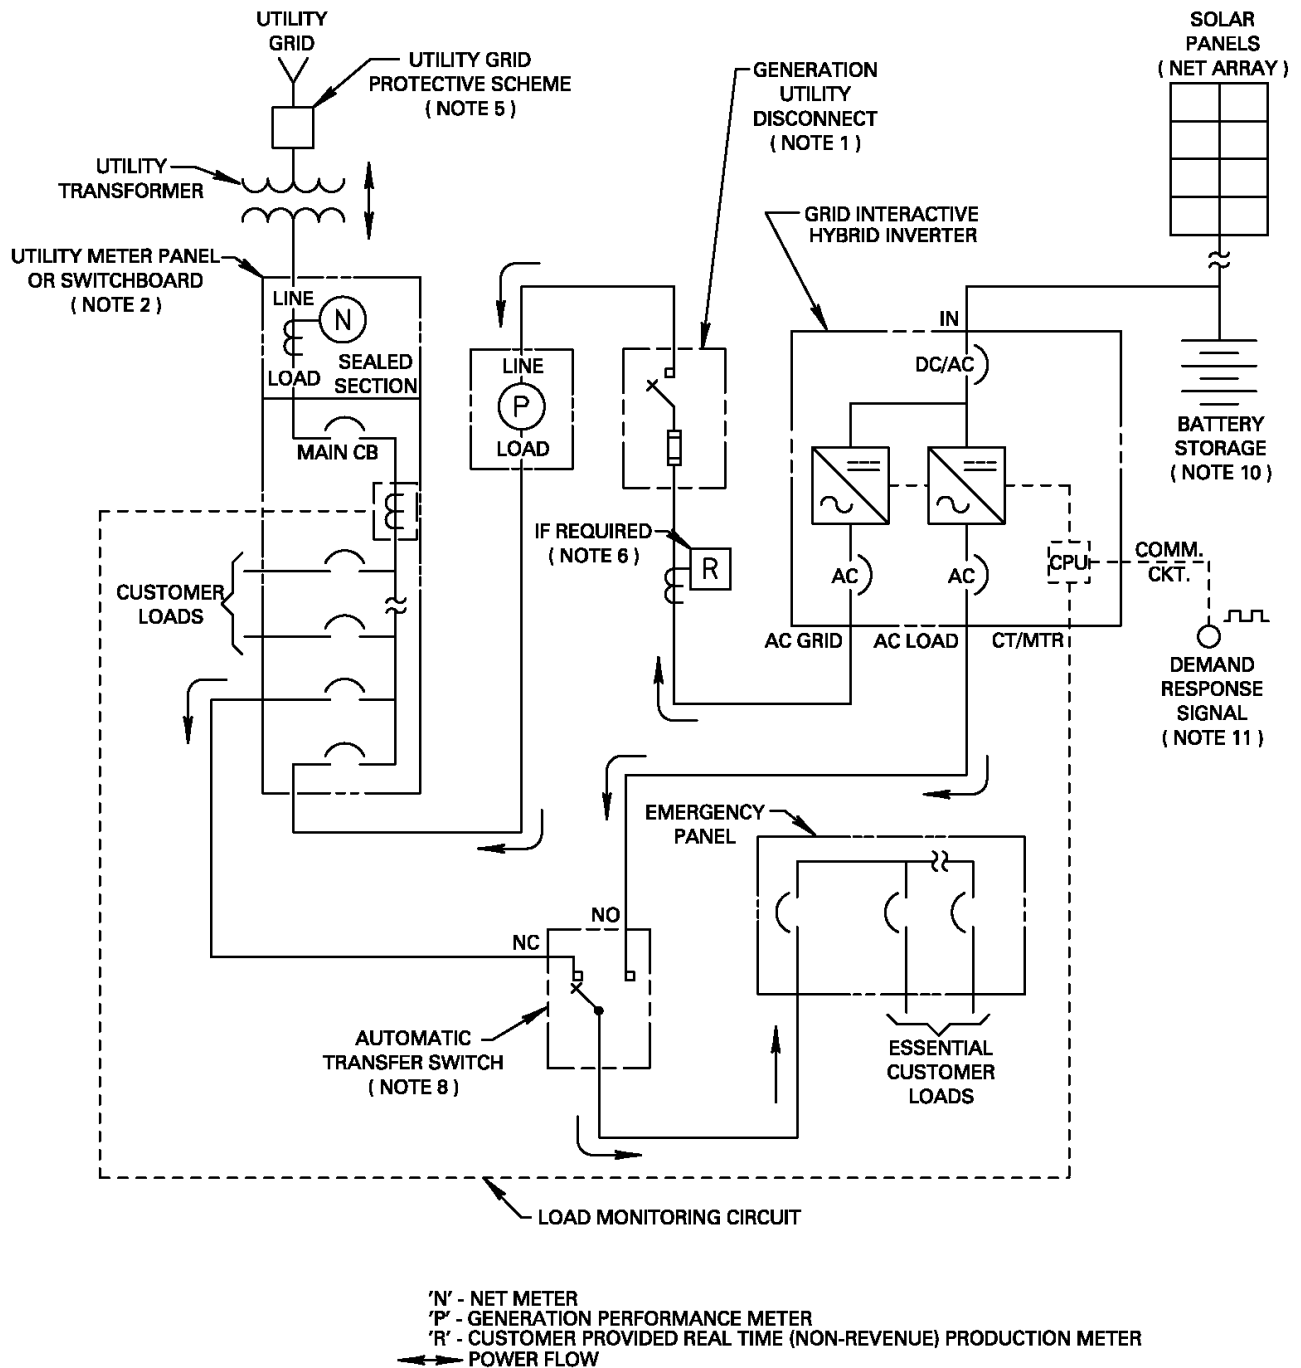 UTILITY
GRID
UTILITY GRID
PROTECTIVE SCHEME
( NOTE 5 )
UTILITY
TRANSFORMER
UTILITY METER PANEL
OR SWITCHBOARD
( NOTE 2 )
LINE
N
LOAD
SEALED
SECTION
MAIN CB
CUSTOMER
LOADS
LINE
P
LOAD
GENERATION
UTILITY
DISCONNECT
( NOTE 1 )
IF REQUIRED
( NOTE 6 )
R
GRID INTERACTIVE
HYBRID INVERTER
SOLAR
PANELS
( NET ARRAY )
IN
DC/AC
BATTERY
STORAGE
( NOTE 10 )
AC
AC
CPU
COMM.
CKT.
AC GRID
AC LOAD
CT/MTR
DEMAND
RESPONSE
SIGNAL
( NOTE 11 )
EMERGENCY
PANEL
NO
NC
AUTOMATIC
TRANSFER SWITCH
( NOTE 8 )
ESSENTIAL
CUSTOMER
LOADS
LOAD MONITORING CIRCUIT
'N' - NET METER
'P' - GENERATION PERFORMANCE METER
'R' - CUSTOMER PROVIDED REAL TIME (NON-REVENUE) PRODUCTION METER
POWER FLOW